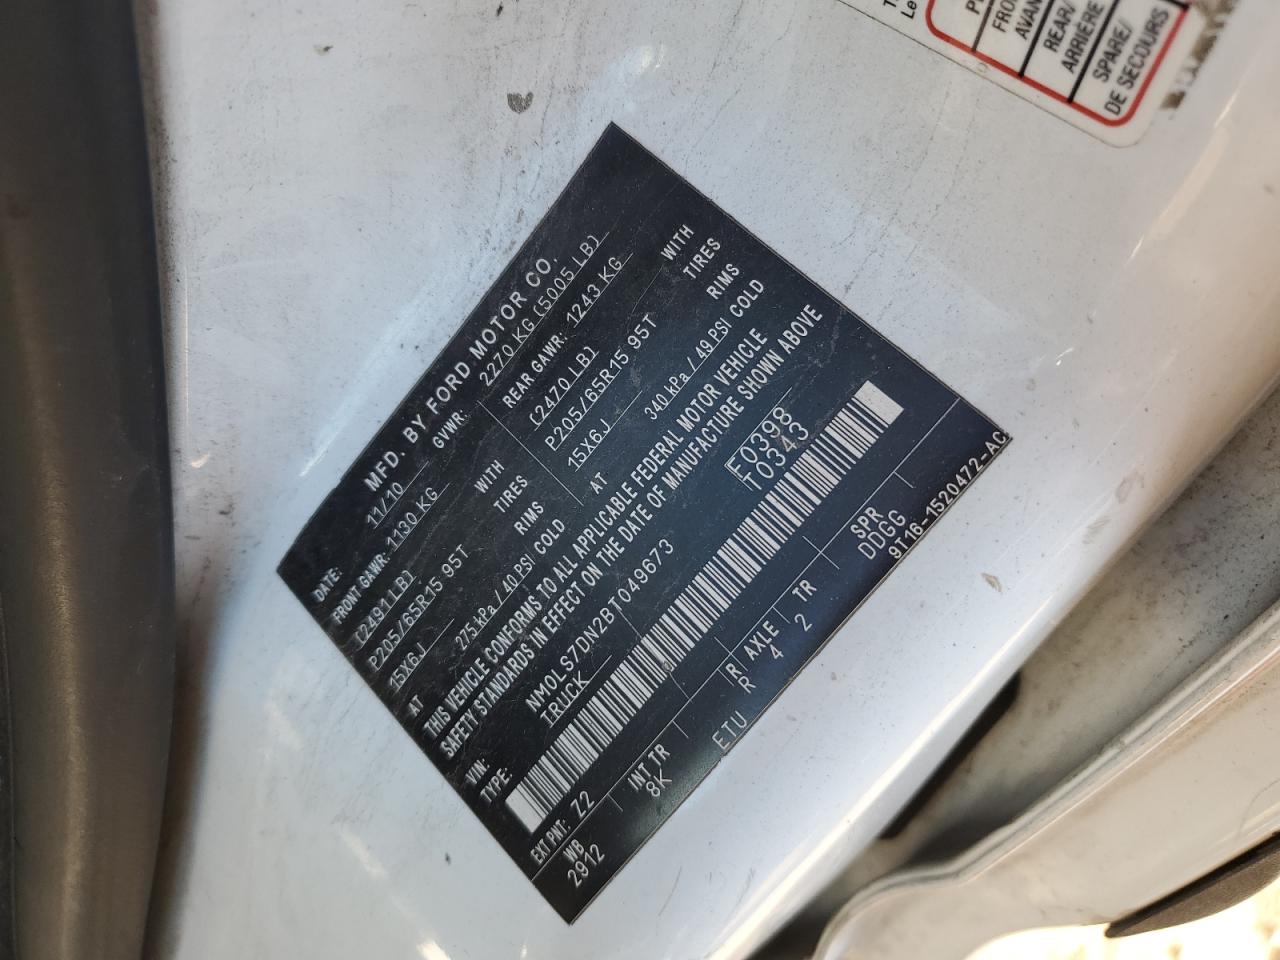 MFD. BY FORD MOTOR CO.
DATE: 11/10 GVWR: 2270 KG (5005 LB)
FRONT GAWR: 1130 KG REAR GAWR: 1243 KG
(2491 LB) WITH (2470 LB) WITH
P205/65R15 95T TIRES P205/65R15 95T TIRES
15X6J RIMS 15X6J RIMS
AT 275 kPa / 40 PSI COLD AT 340 kPa / 49 PSI COLD
THIS VEHICLE CONFORMS TO ALL APPLICABLE FEDERAL MOTOR VEHICLE
SAFETY STANDARDS IN EFFECT ON THE DATE OF MANUFACTURE SHOWN ABOVE
VIN: NM0LS7DN2BT049673 F0398
TYPE: TRUCK T0343
EXT PNT: Z2
WB INT TR R AXLE TR SPR
2912 8K R 4 2 DDGG
ETU 9T16-1520472-AC
Le
FRO
AVAN
REAR/
ARRIÈRE
SPARE/
DE SECOURS